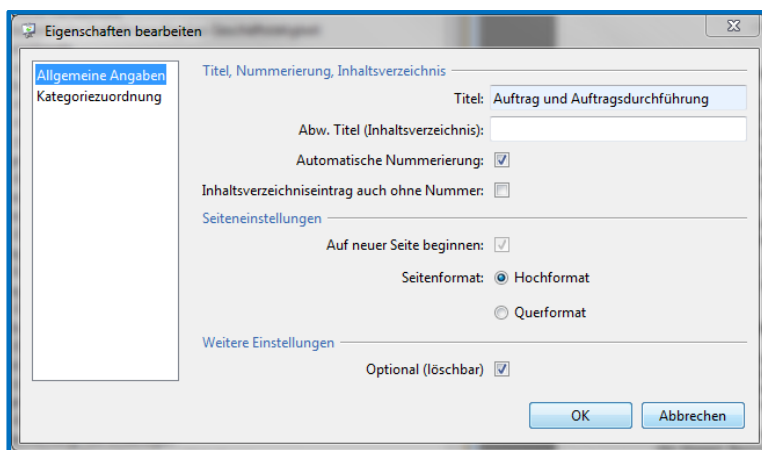 Eigenschaften bearbeiten
Allgemeine Angaben
Kategoriezuordnung
Titel, Nummerierung, Inhaltsverzeichnis
Titel: Auftrag und Auftragsdurchführung
Abw. Titel (Inhaltsverzeichnis):
Automatische Nummerierung:
Inhaltsverzeichniseintrag auch ohne Nummer:
Seiteneinstellungen
Auf neuer Seite beginnen:
Seitenformat: Hochformat
Querformat
Weitere Einstellungen
Optional (löschbar)
OK Abbrechen